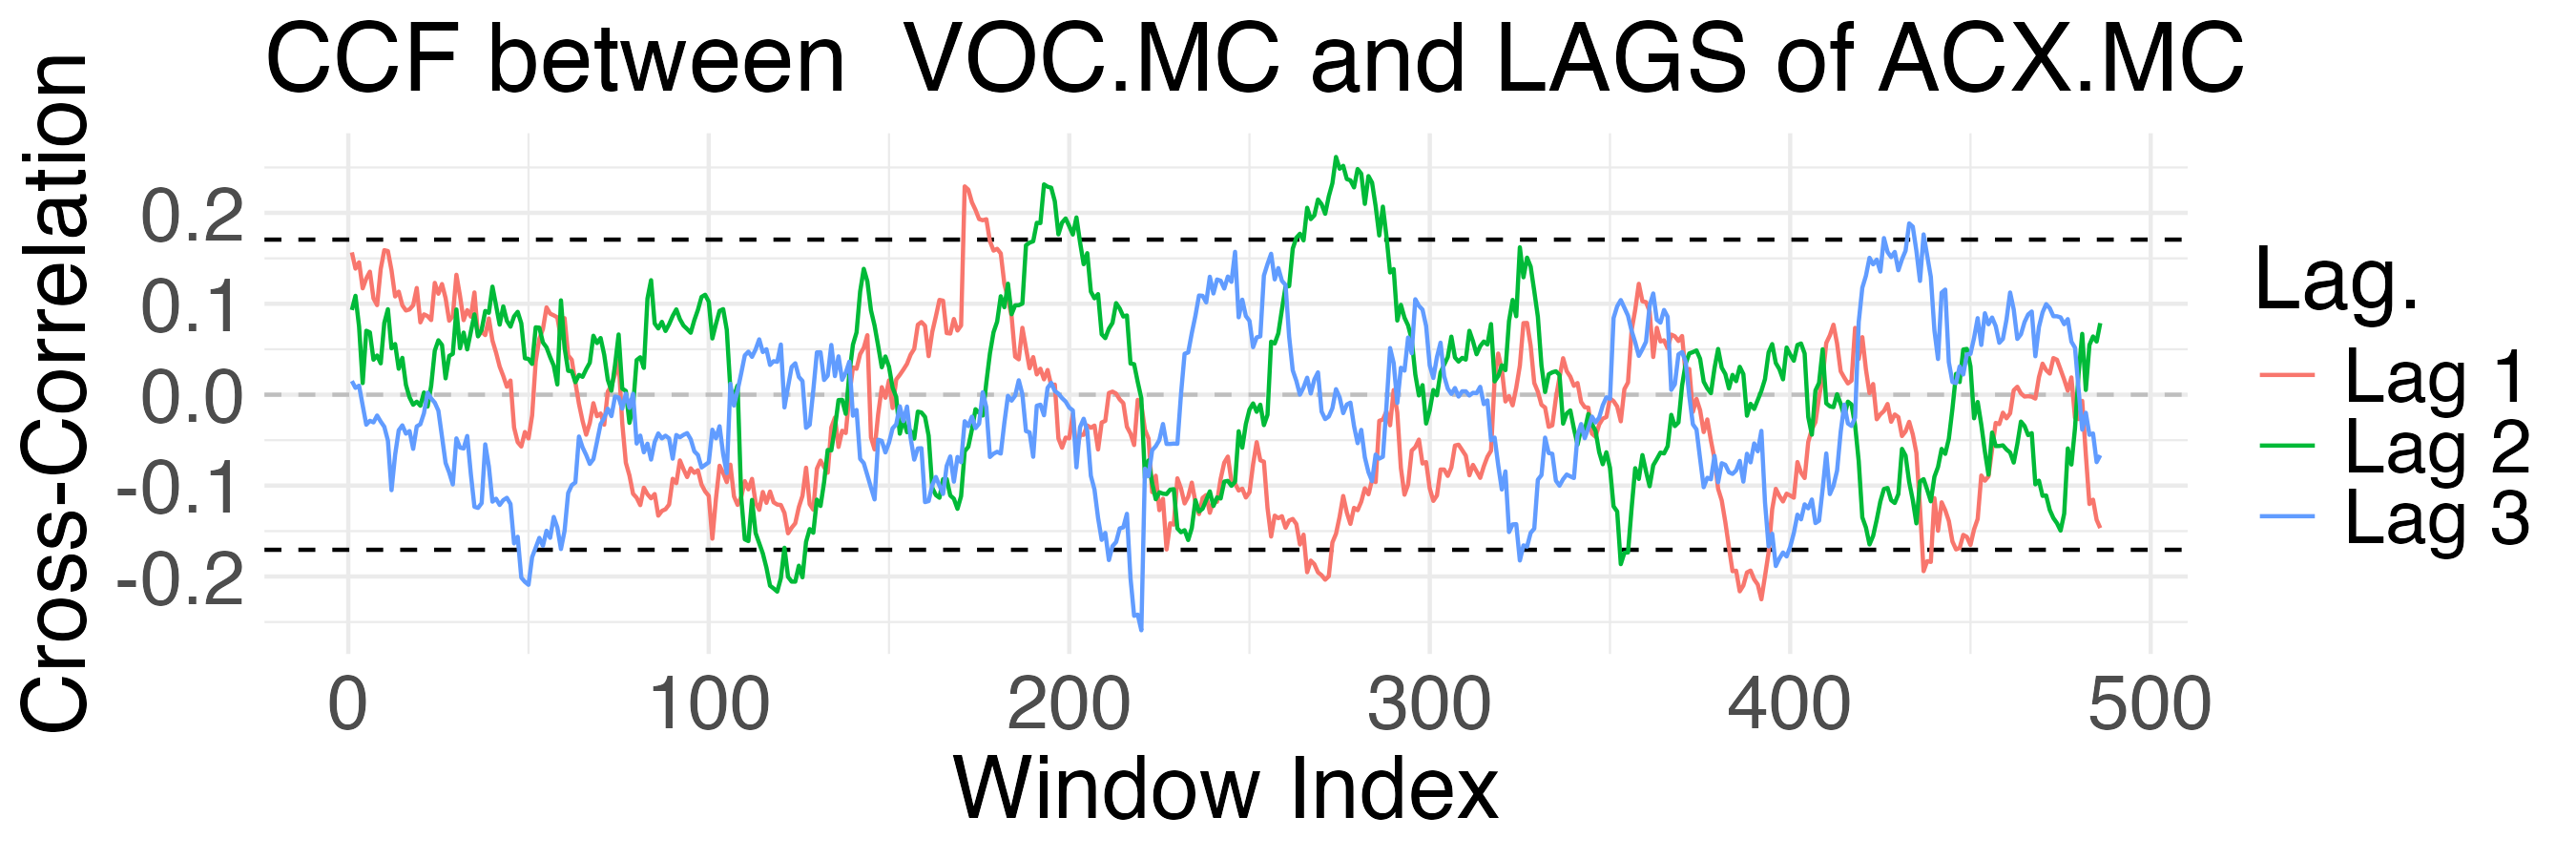 CCF between  VOC.MC and LAGS of ACX.MC
Cross-Correlation
0.2
0.1
0.0
-0.1
-0.2
0 100 200 300 400 500
Window Index
Lag.
Lag 1
Lag 2
Lag 3